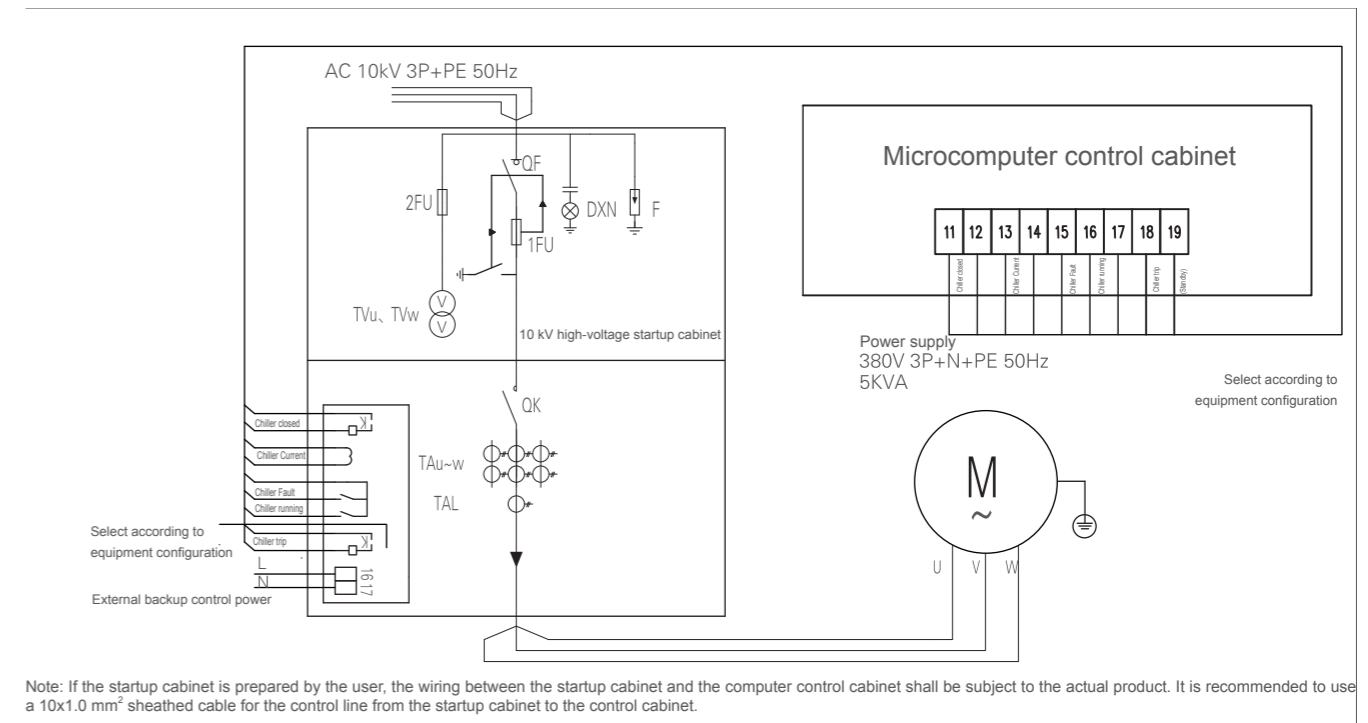 AC 10kV 3P+PE 50Hz
QF
2FU
DXN
F
1FU
TVu、TVw
V
V
10 kV high-voltage startup cabinet
Microcomputer control cabinet
11 12 13 14 15 16 17 18 19
Chiller closed
Chiller Current
Chiller Fault
Chiller running
Chiller trip
(Standby)
Power supply
380V 3P+N+PE 50Hz
5KVA
Select according to
equipment configuration
QK
TAu~w
TAL
Chiller closed
K
Chiller Current
Chiller Fault
Chiller running
Chiller trip
K
Select according to
equipment configuration
L
N
16 17
External backup control power
M
~
U V W
Note: If the startup cabinet is prepared by the user, the wiring between the startup cabinet and the computer control cabinet shall be subject to the actual product. It is recommended to use
a 10x1.0 mm² sheathed cable for the control line from the startup cabinet to the control cabinet.